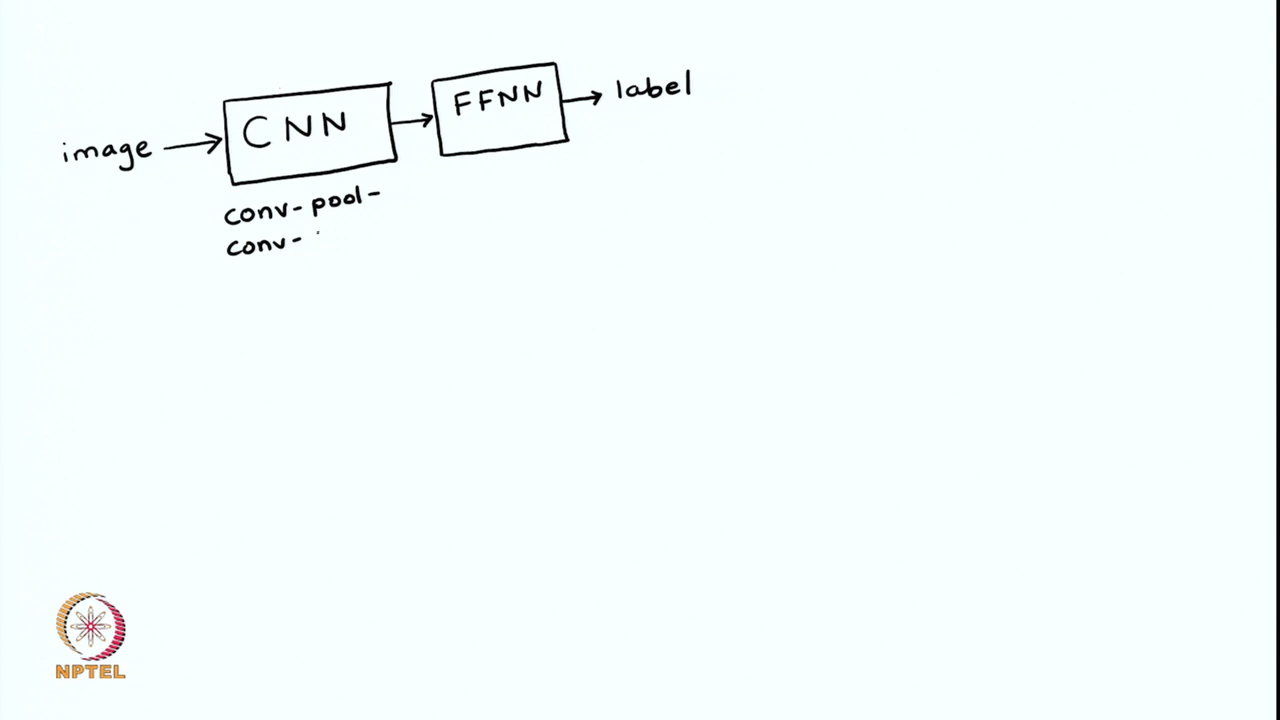 image → CNN → FFNN → label
conv- pool-
conv-
NPTEL